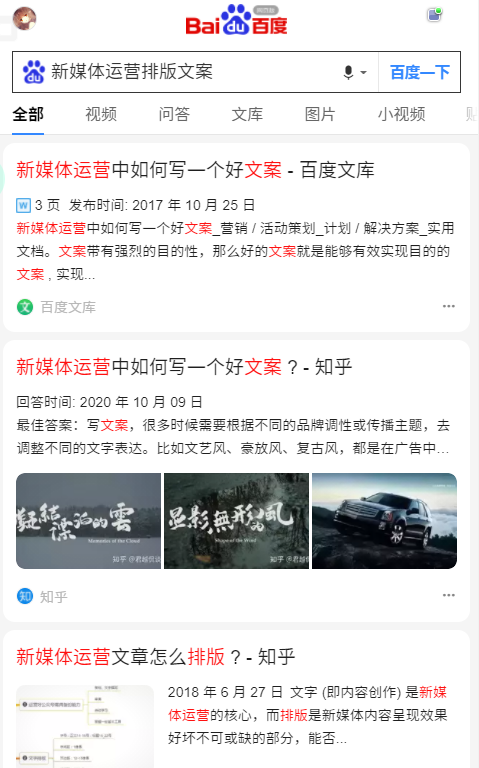 Bai du 百度
新媒体运营排版文案
百度一下
全部 视频 问答 文库 图片 小视频
新媒体运营中如何写一个好文案 - 百度文库
W 3 页 发布时间: 2017 年 10 月 25 日
新媒体运营中如何写一个好文案_营销 / 活动策划_计划 / 解决方案_实用
文档。文案带有强烈的目的性，那么好的文案就是能够有效实现目的的
文案 , 实现...
文 百度文库
新媒体运营中如何写一个好文案 ? - 知乎
回答时间: 2020 年 10 月 09 日
最佳答案：写文案，很多时候需要根据不同的品牌调性或传播主题，去
调整不同的文字表达。比如文艺风、豪放风、复古风，都是在广告中...
凝結漂泊的雲
Memories of the Cloud
显影無形的風
Shape of the Wind
知 知乎
新媒体运营文章怎么排版 ? - 知乎
2018 年 6 月 27 日 文字 (即内容创作) 是新媒
体运营的核心，而排版是新媒体内容呈现效果
好坏不可或缺的部分，能否...